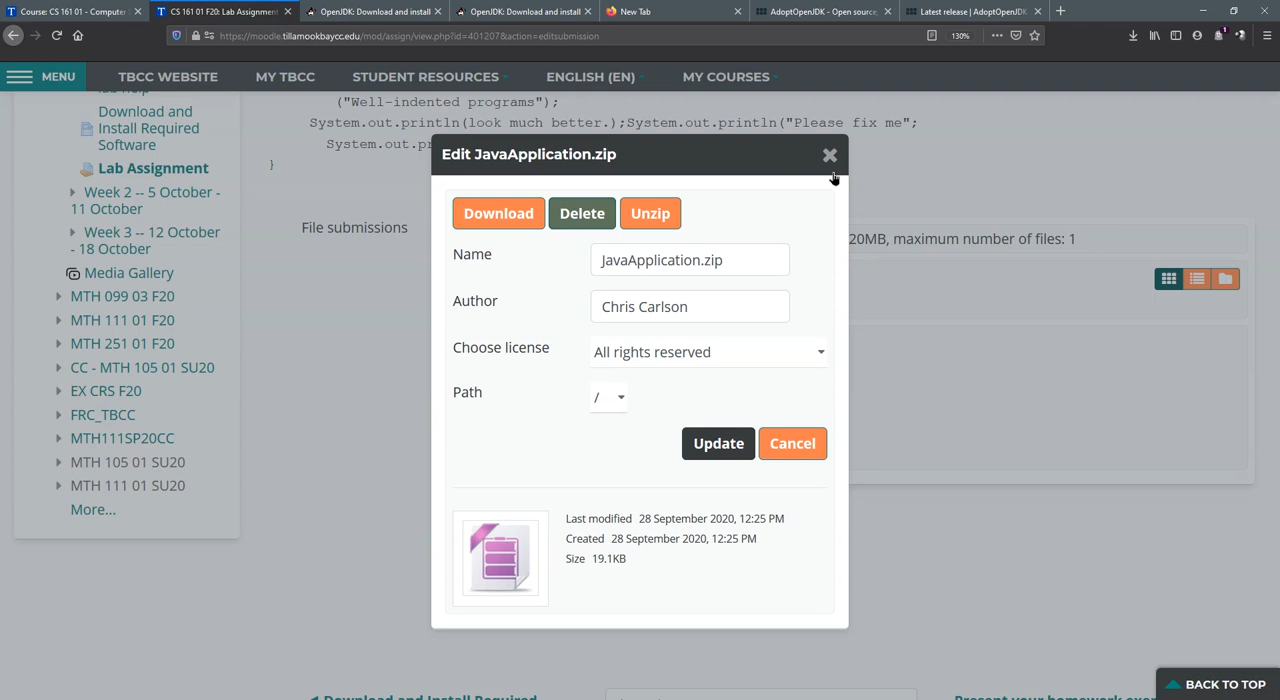 Course: CS 161 01 - Computer
CS 161 01 F20: Lab Assignment
OpenJDK: Download and install
OpenJDK: Download and install
New Tab
AdoptOpenJDK - Open source,
Latest release | AdoptOpenJDK
https://moodle.tillamookbaycc.edu/mod/assign/view.php?id=401207&action=editsubmission
130%
MENU
TBCC WEBSITE
MY TBCC
STUDENT RESOURCES
ENGLISH (EN)
MY COURSES
Download and
Install Required
Software
Lab Assignment
Week 2 -- 5 October -
11 October
Week 3 -- 12 October
- 18 October
Media Gallery
MTH 099 03 F20
MTH 111 01 F20
MTH 251 01 F20
CC - MTH 105 01 SU20
EX CRS F20
FRC_TBCC
MTH111SP20CC
MTH 105 01 SU20
MTH 111 01 SU20
More...
("Well-indented programs");
System.out.println(look much better.);System.out.println("Please fix me";
System.out.pr
}
File submissions
20MB, maximum number of files: 1
Edit JavaApplication.zip
Download
Delete
Unzip
Name
JavaApplication.zip
Author
Chris Carlson
Choose license
All rights reserved
Path
/
Update
Cancel
Last modified 28 September 2020, 12:25 PM
Created 28 September 2020, 12:25 PM
Size 19.1KB
Download and Install Required
BACK TO TOP